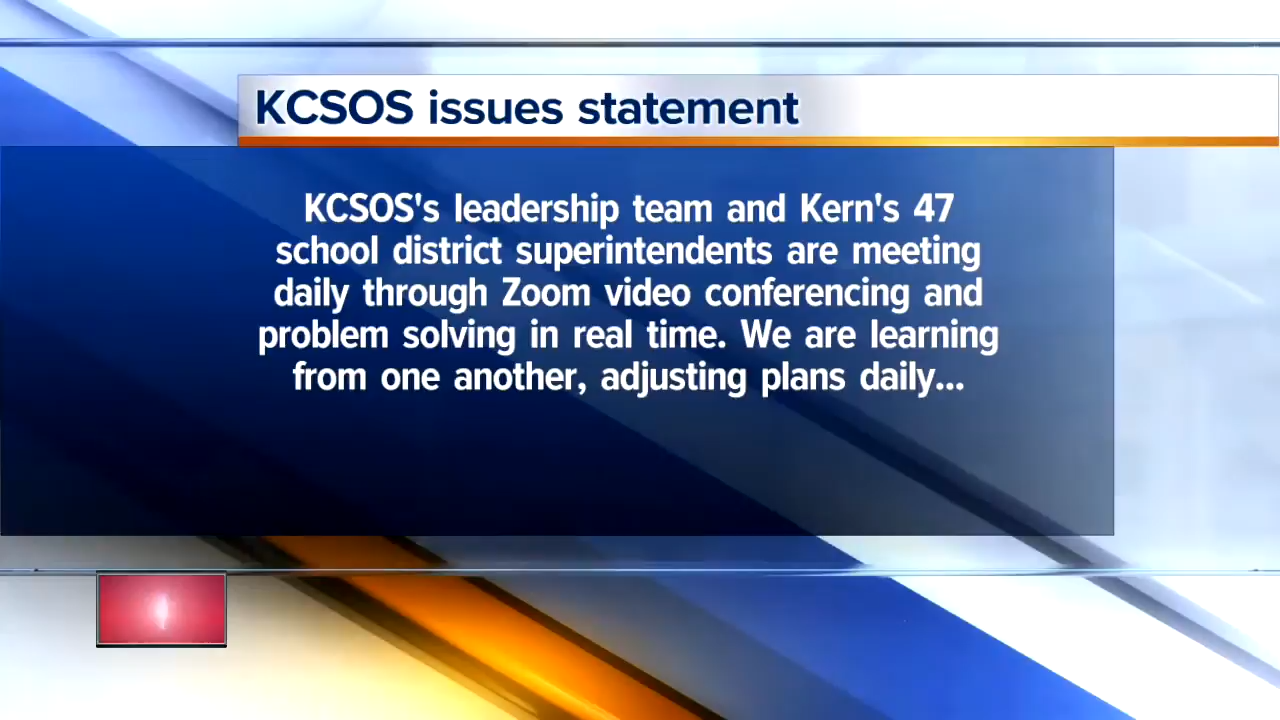 KCSOS issues statement
KCSOS's leadership team and Kern's 47
school district superintendents are meeting
daily through Zoom video conferencing and
problem solving in real time. We are learning
from one another, adjusting plans daily...